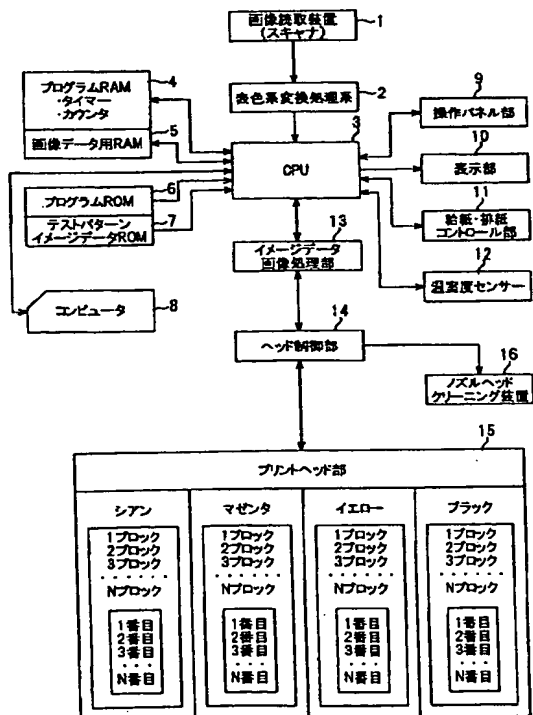 画像読取装置
(スキャナ)
1
表色系変換処理系
2
プログラムRAM
・タイマー
・カウンタ
4
画像データ用RAM
5
CPU
3
操作パネル部
9
表示部
10
プログラムROM
6
テストパターン
イメージデータROM
7
給紙・排紙
コントロール部
11
イメージデータ
画像処理部
13
温室度センサー
12
コンピュータ
8
ヘッド制御部
14
ノズルヘッド
クリーニング装置
16
プリントヘッド部
15
シアン
1ブロック
2ブロック
3ブロック
・・・・・
Nブロック
1番目
2番目
3番目
・・・
N番目
マゼンタ
1ブロック
2ブロック
3ブロック
・・・・・
Nブロック
1番目
2番目
3番目
・・・
N番目
イエロー
1ブロック
2ブロック
3ブロック
・・・・・
Nブロック
1番目
2番目
3番目
・・・
N番目
ブラック
1ブロック
2ブロック
3ブロック
・・・・・
Nブロック
1番目
2番目
3番目
・・・
N番目